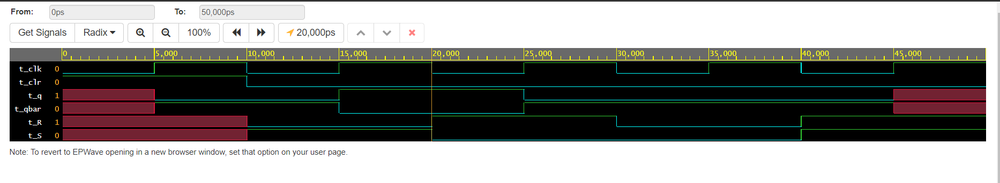 From: 0ps To: 50,000ps
Get Signals Radix 100% 20,000ps
0 5,000 10,000 15,000 20,000 25,000 30,000 35,000 40,000 45,000
t_clk 0
t_clr 0
t_q 1
t_qbar 0
t_R 1
t_S 0
Note: To revert to EPWave opening in a new browser window, set that option on your user page.